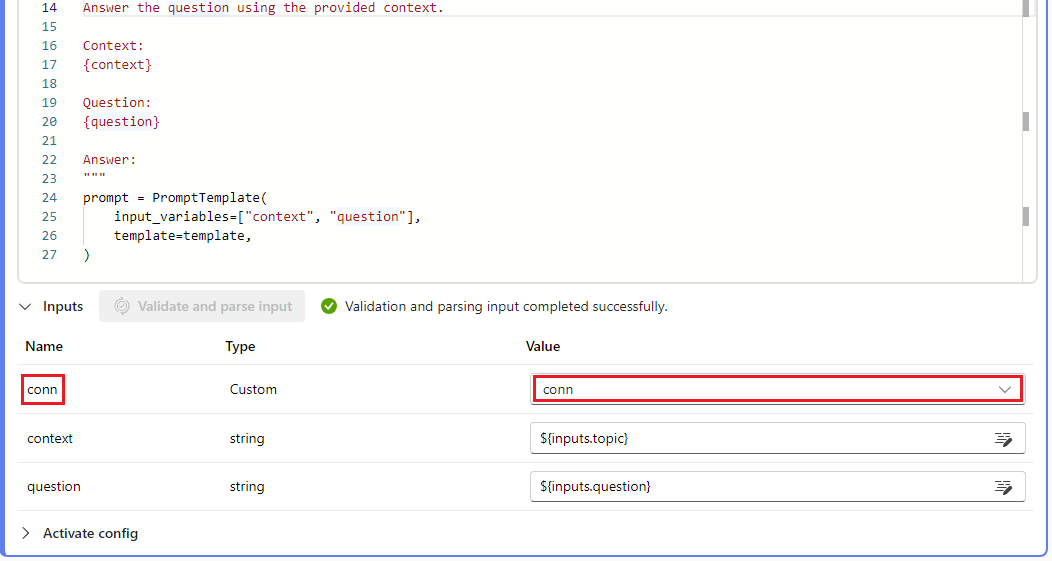 14 Answer the question using the provided context.
15
16 Context:
17 {context}
18
19 Question:
20 {question}
21
22 Answer:
23 """
24 prompt = PromptTemplate(
25 input_variables=["context", "question"],
26 template=template,
27 )
Inputs Validate and parse input Validation and parsing input completed successfully.
Name Type Value
conn Custom conn
context string ${inputs.topic}
question string ${inputs.question}
Activate config